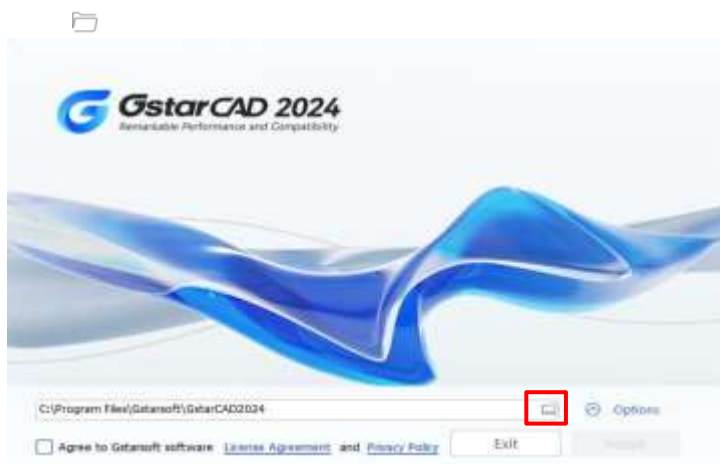 GstarCAD 2024
Remarkable Performance and Compatibility
C:\Program Files\Gstarsoft\GstarCAD2024
Options
Agree to Gstarsoft software License Agreement and Privacy Policy
Exit